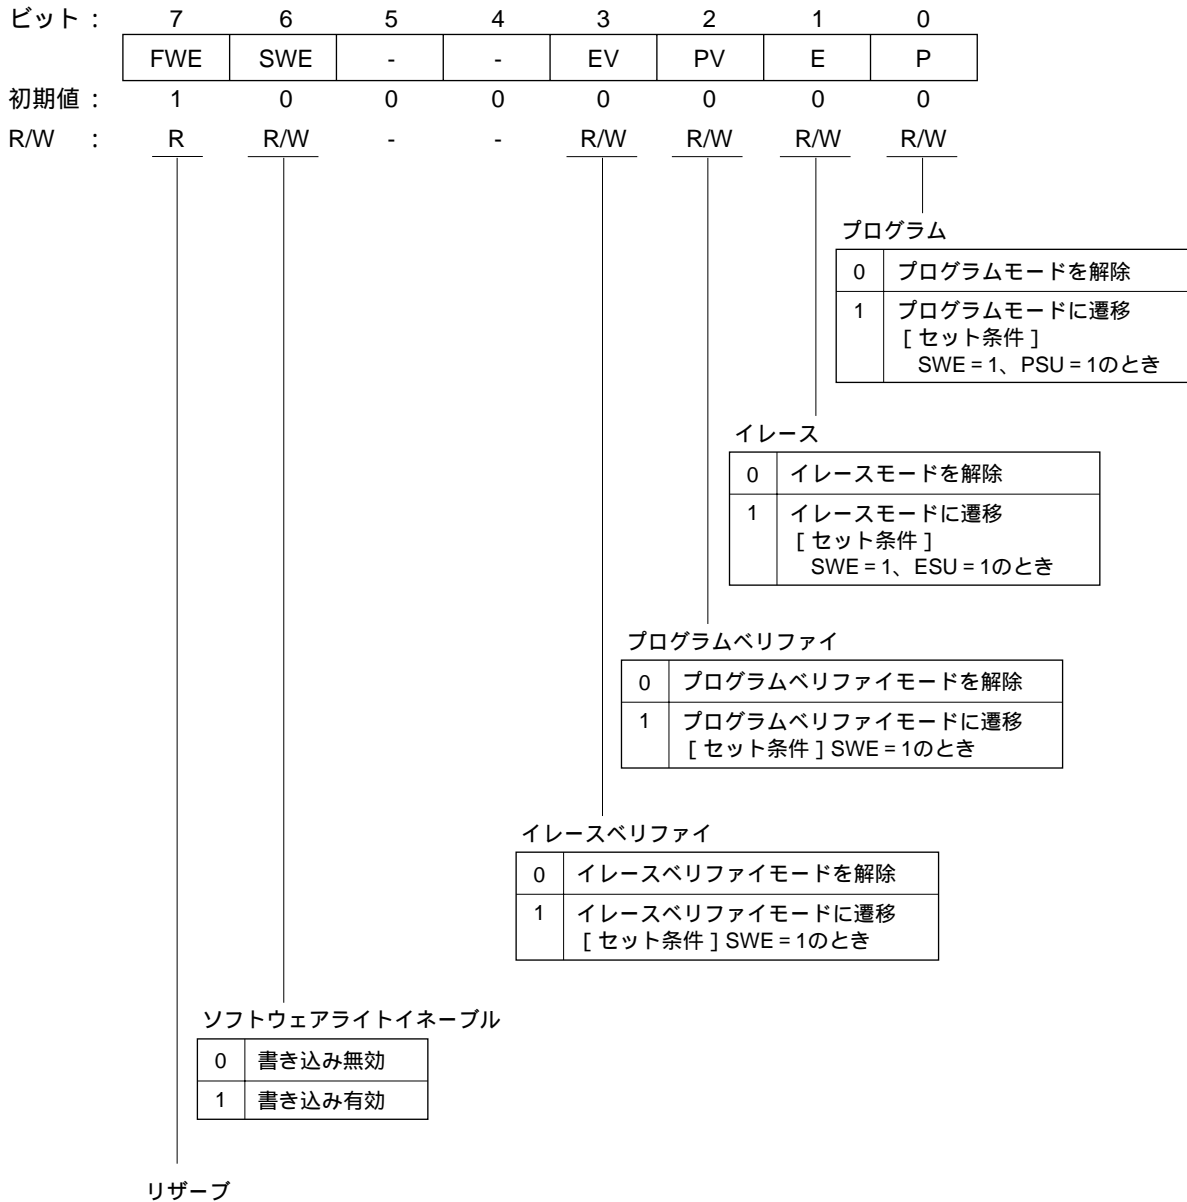 ビット： 7 6 5 4 3 2 1 0
FWE SWE - - EV PV E P
初期値： 1 0 0 0 0 0 0 0
R/W ： R R/W - - R/W R/W R/W R/W
プログラム
0 プログラムモードを解除
1 プログラムモードに遷移
［セット条件］
SWE = 1、PSU = 1のとき
イレース
0 イレースモードを解除
1 イレースモードに遷移
［セット条件］
SWE = 1、ESU = 1のとき
プログラムベリファイ
0 プログラムベリファイモードを解除
1 プログラムベリファイモードに遷移
［セット条件］SWE = 1のとき
イレースベリファイ
0 イレースベリファイモードを解除
1 イレースベリファイモードに遷移
［セット条件］SWE = 1のとき
ソフトウェアライトイネーブル
0 書き込み無効
1 書き込み有効
リザーブ